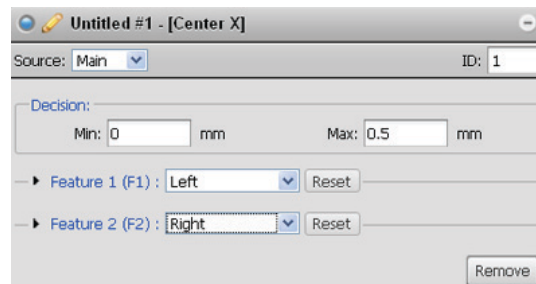 Untitled #1 - [Center X]
Source: Main ID: 1
Decision:
Min: 0 mm Max: 0.5 mm
Feature 1 (F1) : Left Reset
Feature 2 (F2) : Right Reset
Remove